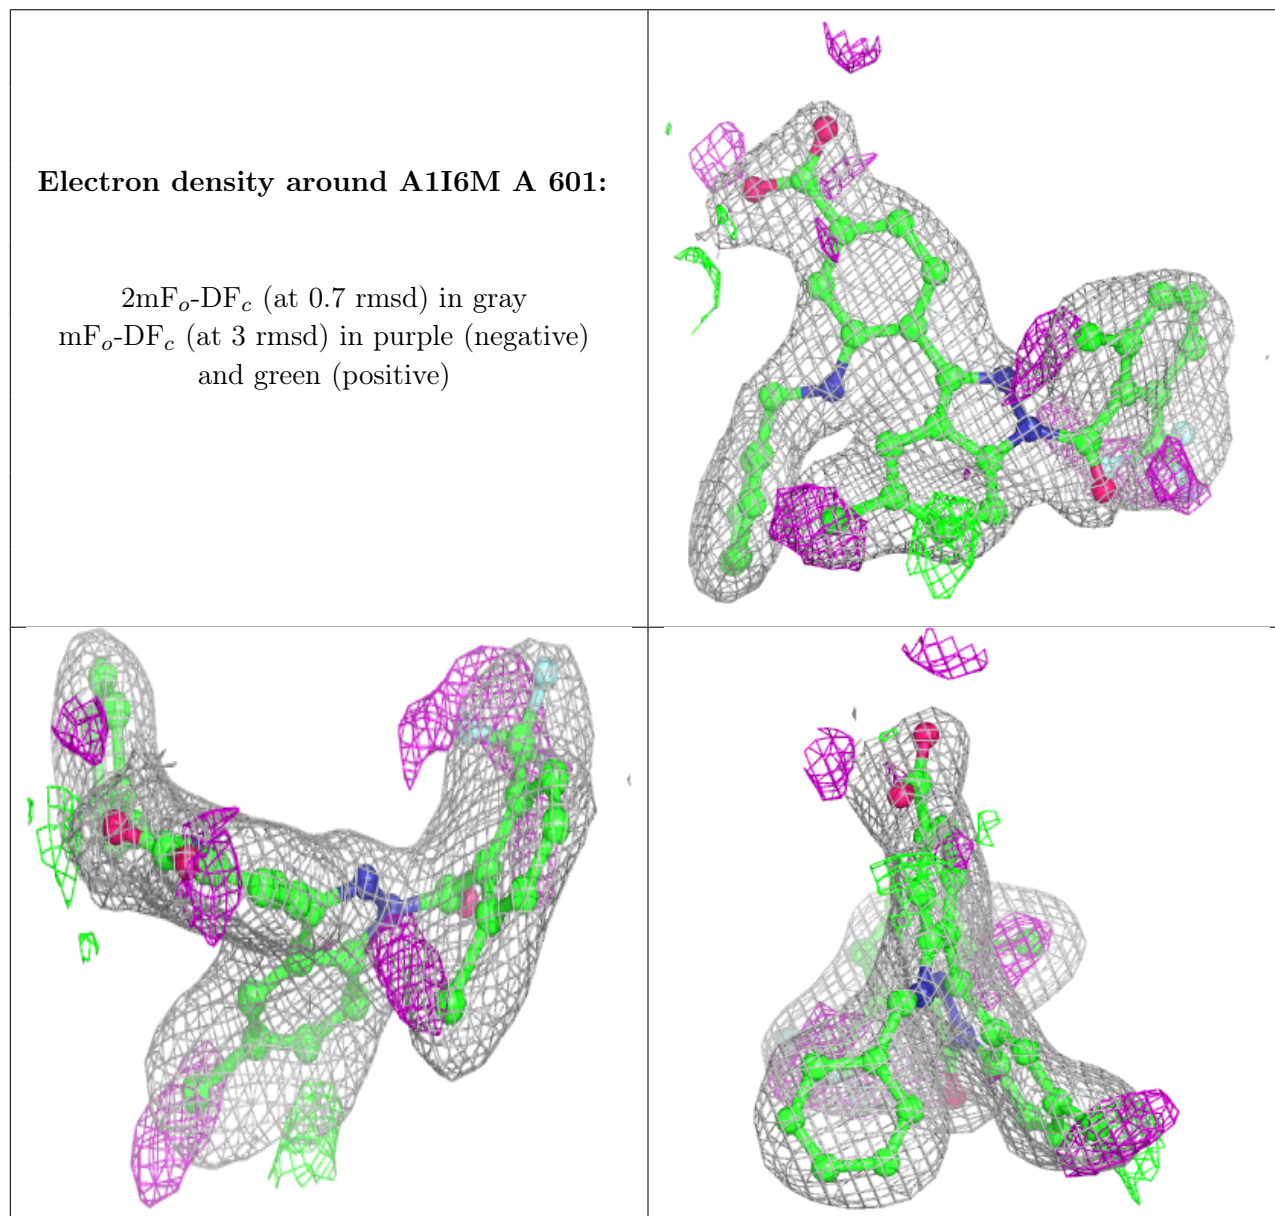 Electron density around A1I6M A 601:
2mFo-DFc (at 0.7 rmsd) in gray
mFo-DFc (at 3 rmsd) in purple (negative)
and green (positive)